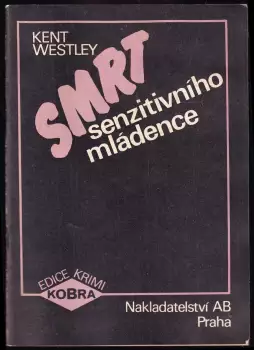 KENT
WESTLEY
SMRT
senzitivního
mládence
EDICE KRIMI
KOBRA
Nakladatelství AB
Praha